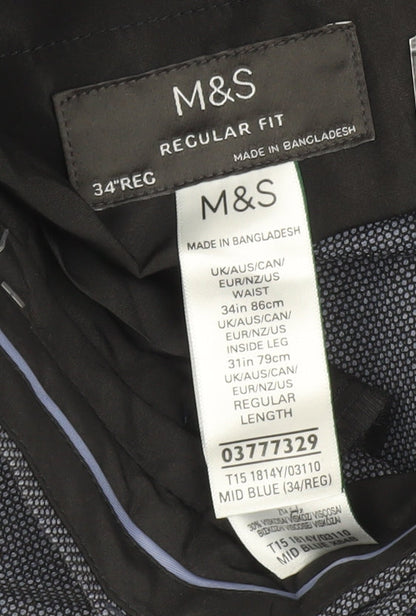 M&S
REGULAR FIT
34"REG
MADE IN BANGLADESH
M&S
MADE IN BANGLADESH
UK/AUS/CAN/
EUR/NZ/US
WAIST
34in 86cm
UK/AUS/CAN/
EUR/NZ/US
INSIDE LEG
31in 79cm
UK/AUS/CAN/
EUR/NZ/US
REGULAR
LENGTH
03777329
T15 1814Y/03110
MID BLUE (34/REG)
T15 1814Y/03110
MID BLUE